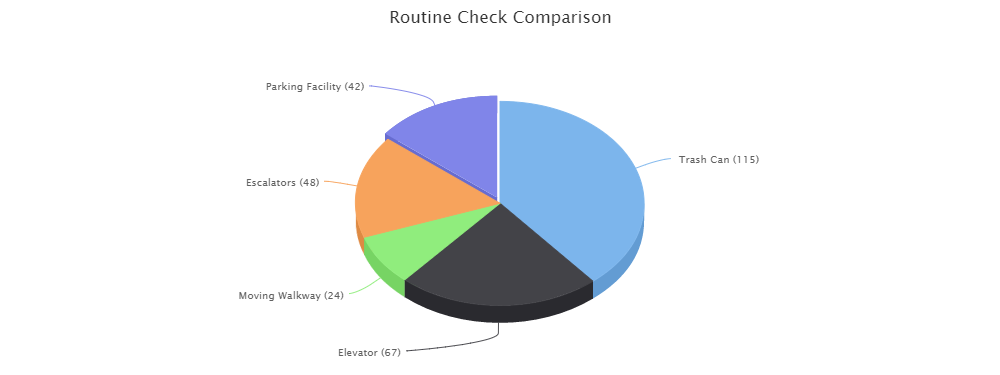 Routine Check Comparison
Parking Facility (42)
Trash Can (115)
Escalators (48)
Moving Walkway (24)
Elevator (67)